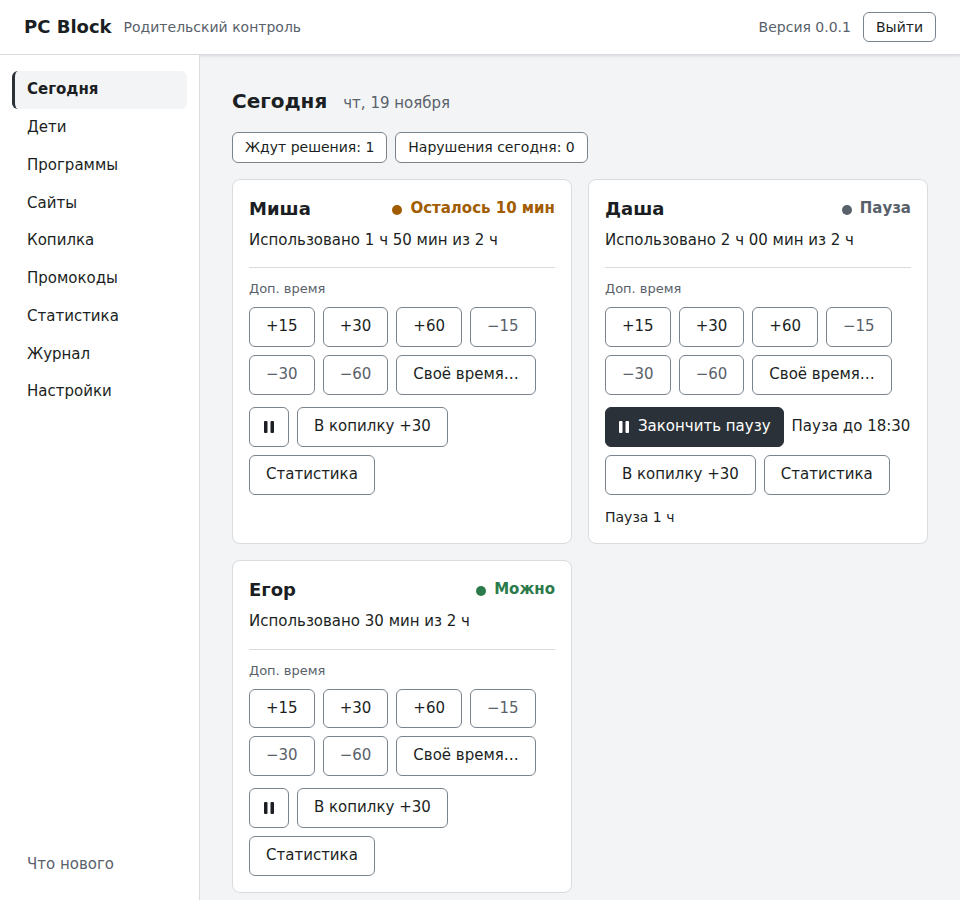 PC Block Родительский контроль Версия 0.0.1 Выйти
Сегодня
Дети
Программы
Сайты
Копилка
Промокоды
Статистика
Журнал
Настройки
Что нового
Сегодня чт, 19 ноября
Ждут решения: 1 Нарушения сегодня: 0
Миша Осталось 10 мин
Использовано 1 ч 50 мин из 2 ч
Доп. время
+15 +30 +60 −15
−30 −60 Своё время…
В копилку +30
Статистика
Даша Пауза
Использовано 2 ч 00 мин из 2 ч
Доп. время
+15 +30 +60 −15
−30 −60 Своё время…
Закончить паузу Пауза до 18:30
В копилку +30 Статистика
Пауза 1 ч
Егор Можно
Использовано 30 мин из 2 ч
Доп. время
+15 +30 +60 −15
−30 −60 Своё время…
В копилку +30
Статистика